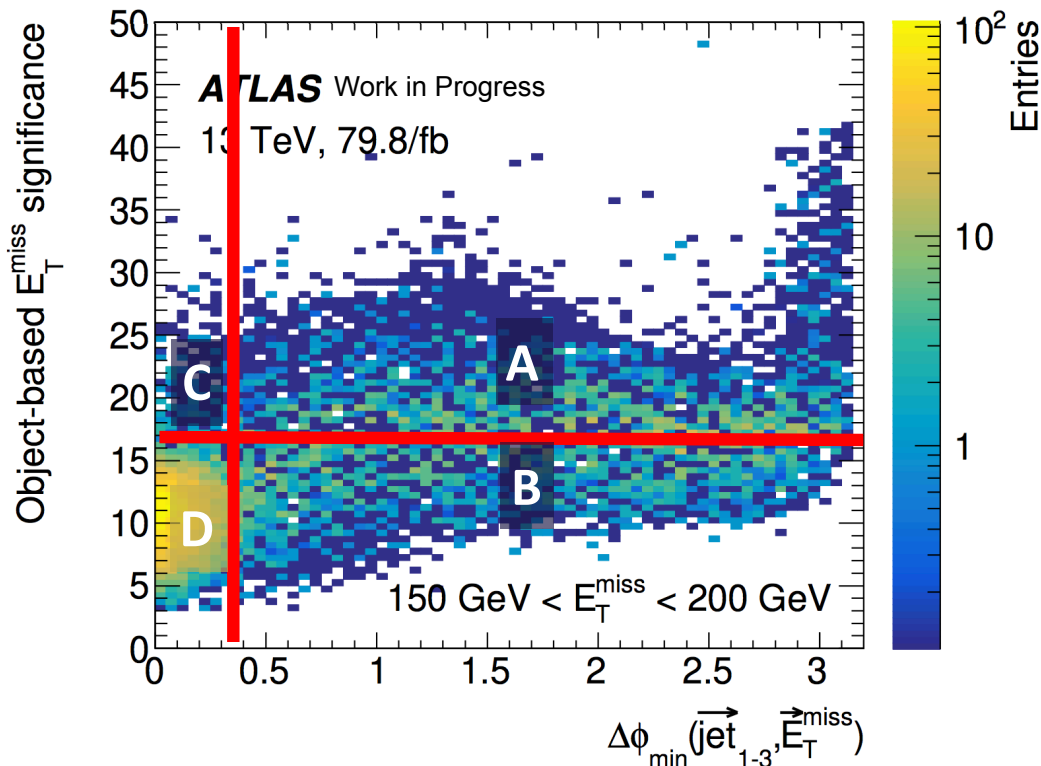 Object-based E_T^miss significance
50
45
40
35
30
25
20
15
10
5
0
ATLAS Work in Progress
13 TeV, 79.8/fb
C
A
D
B
150 GeV < E_T^miss < 200 GeV
0 0.5 1 1.5 2 2.5 3
Δϕ_min(jet_1-3, E_T^miss)
10^2
10
1
Entries